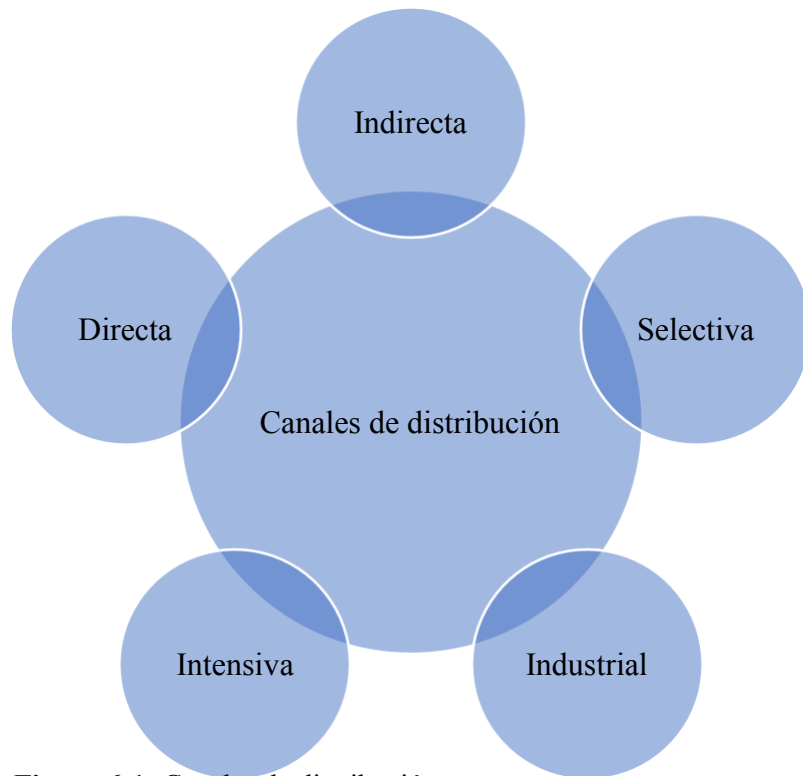 Indirecta
Directa
Selectiva
Canales de distribución
Intensiva
Industrial